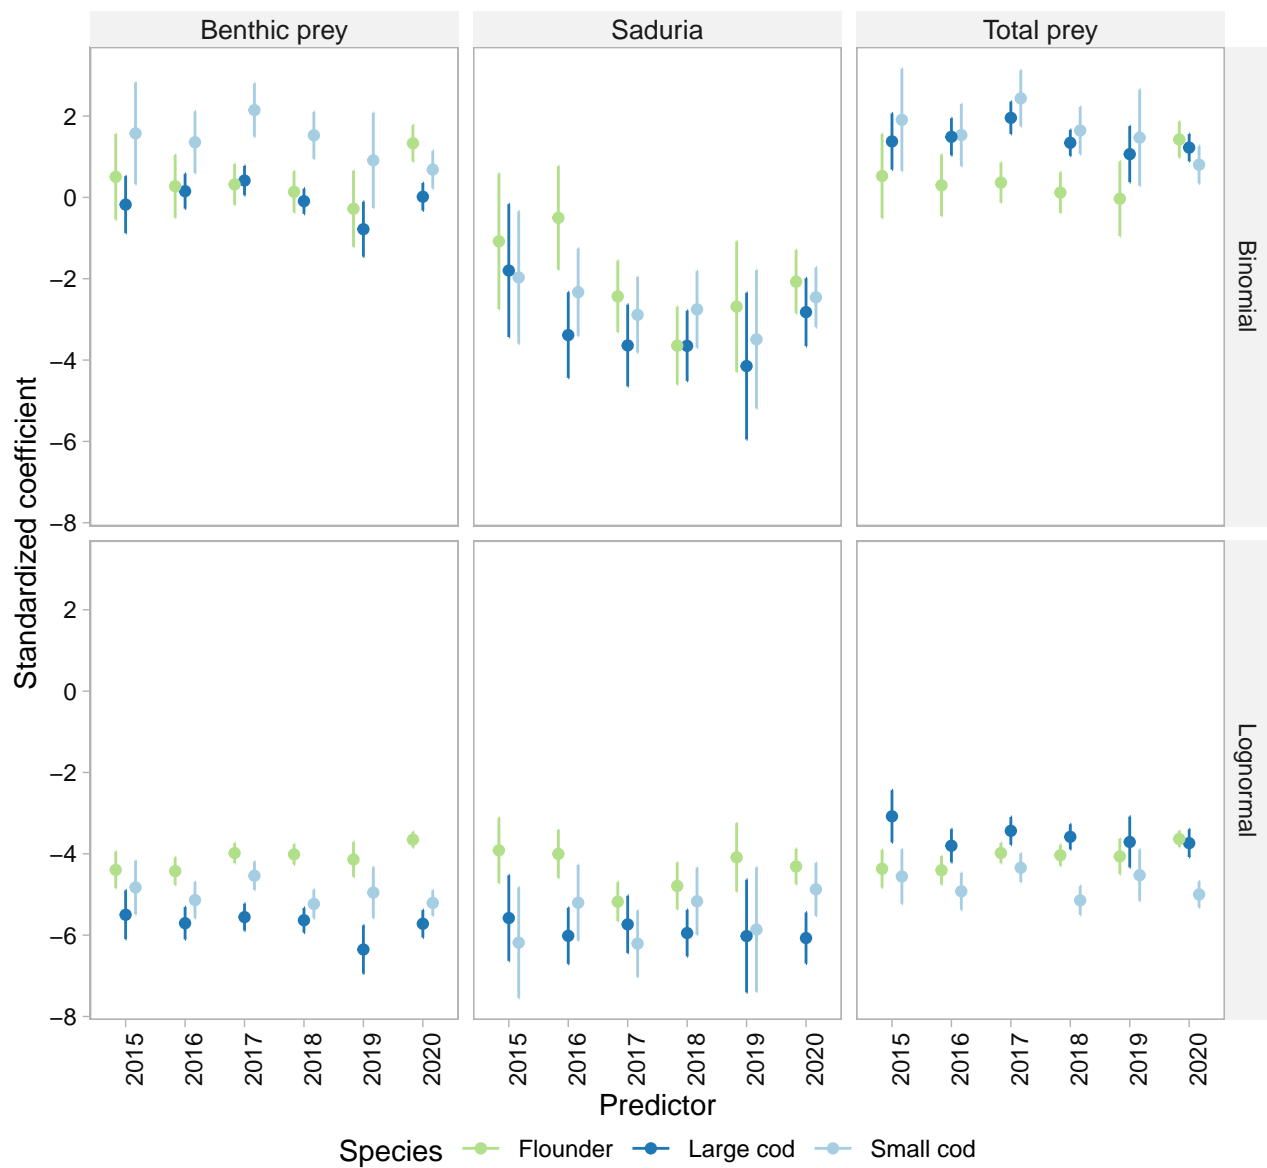 Benthic prey Saduria Total prey
Standardized coefficient
2
0
−2
−4
−6
−8
Binomial
2
0
−2
−4
−6
−8
Lognormal
2015 2016 2017 2018 2019 2020 2015 2016 2017 2018 2019 2020 2015 2016 2017 2018 2019 2020
Predictor
Species Flounder Large cod Small cod